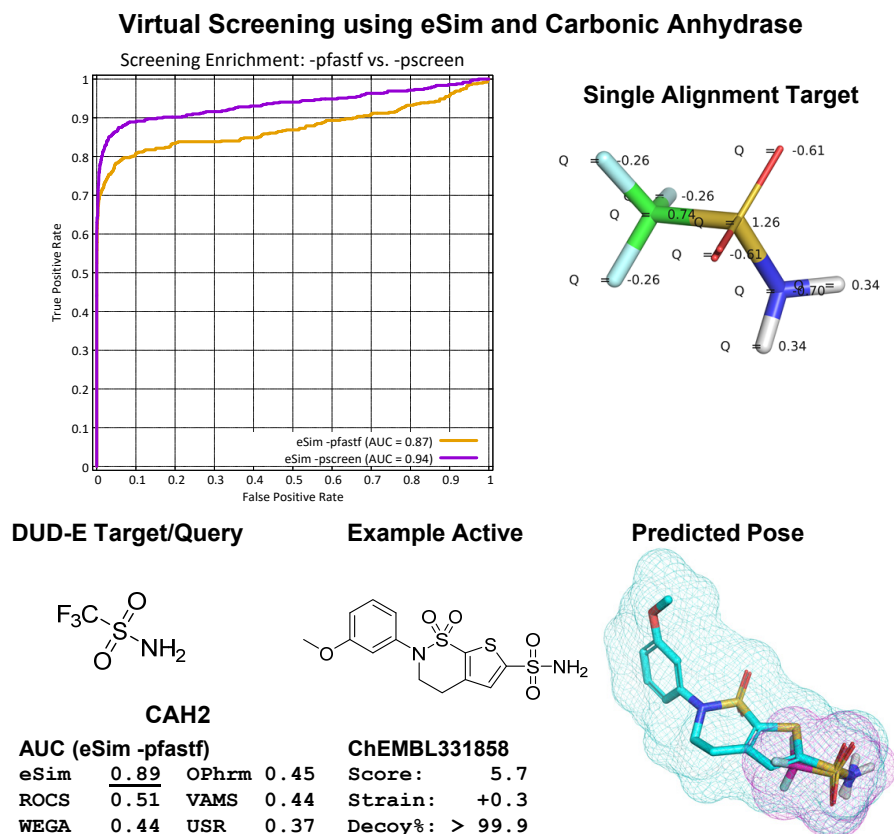 Virtual Screening using eSim and Carbonic Anhydrase
Screening Enrichment: -pfastf vs. -pscreen
True Positive Rate
1
0.9
0.8
0.7
0.6
0.5
0.4
0.3
0.2
0.1
0
0 0.1 0.2 0.3 0.4 0.5 0.6 0.7 0.8 0.9 1
False Positive Rate
eSim -pfastf (AUC = 0.87)
eSim -pscreen (AUC = 0.94)
Single Alignment Target
Q = -0.61
Q = -0.26
Q = -0.26
Q = 0.74
Q = 1.26
Q = -0.61
Q = -0.26
Q = -0.70
Q = 0.34
Q = 0.34
DUD-E Target/Query
F3C
O
S
O
NH2
CAH2
AUC (eSim -pfastf)
eSim 0.89 OPhrm 0.45
ROCS 0.51 VAMS 0.44
WEGA 0.44 USR 0.37
Example Active
O O
S
S
O
N
O
S
NH2
O
ChEMBL331858
Score: 5.7
Strain: +0.3
Decoy%: > 99.9
Predicted Pose